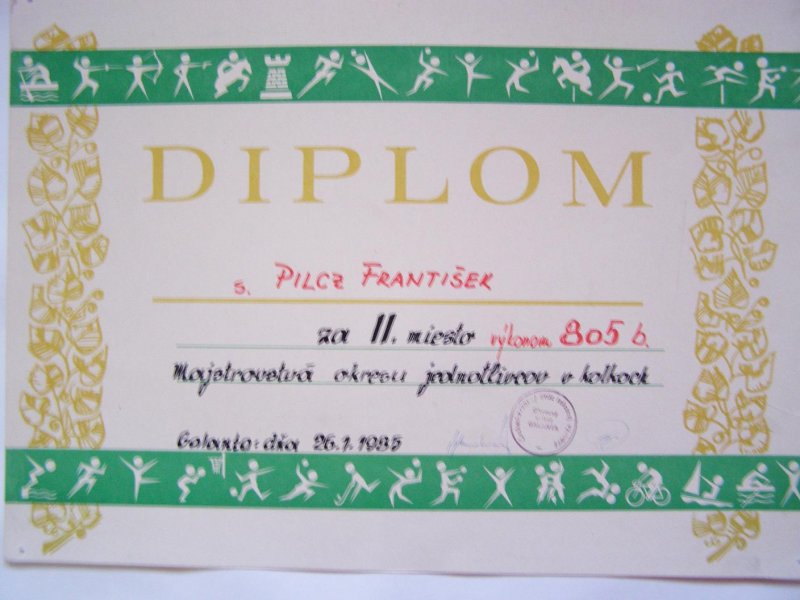 DIPLOM
s. PILCZ FRANTIŠEK
za II. miesto výkonom 805 b.
Majstrovstvá okresu jednotlivcov v kolkoch
Galanta: dňa 26.1.1985